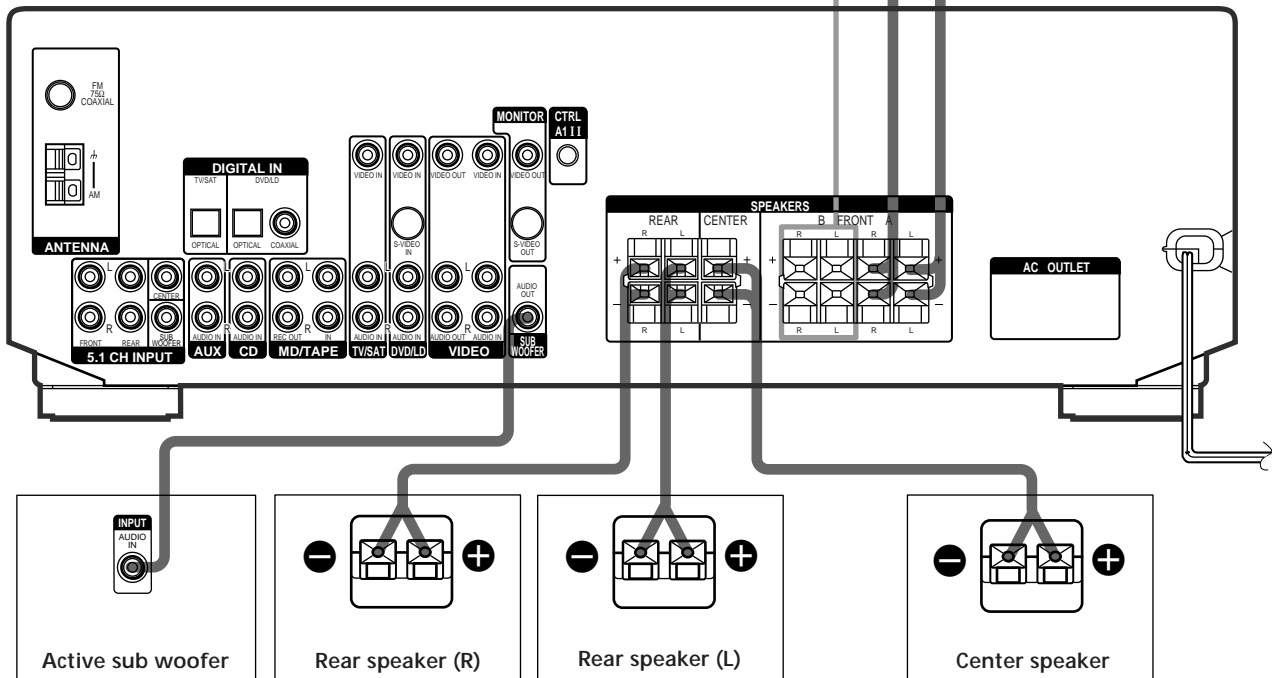 FM
75Ω
COAXIAL
AM
ANTENNA
DIGITAL IN
TV/SAT
DVD/LD
OPTICAL
OPTICAL
COAXIAL
MONITOR
CTRL
A1 II
VIDEO IN
VIDEO IN
VIDEO OUT
VIDEO IN
VIDEO OUT
S-VIDEO
IN
S-VIDEO
OUT
L
L
L
L
L
CENTER
AUDIO
OUT
R
R
R
R
R
FRONT
REAR
SUB
WOOFER
AUDIO IN
AUDIO IN
REC OUT
IN
AUDIO IN
AUDIO IN
AUDIO OUT
AUDIO IN
5.1 CH INPUT
AUX
CD
MD/TAPE
TV/SAT
DVD/LD
VIDEO
SUB
WOOFER
SPEAKERS
REAR
CENTER
B FRONT A
R
L
R
L
R
L
+
+
+
–
–
–
R
L
R
L
R
L
AC OUTLET
INPUT
AUDIO
IN
Active sub woofer
– +
Rear speaker (R)
– +
Rear speaker (L)
– +
Center speaker